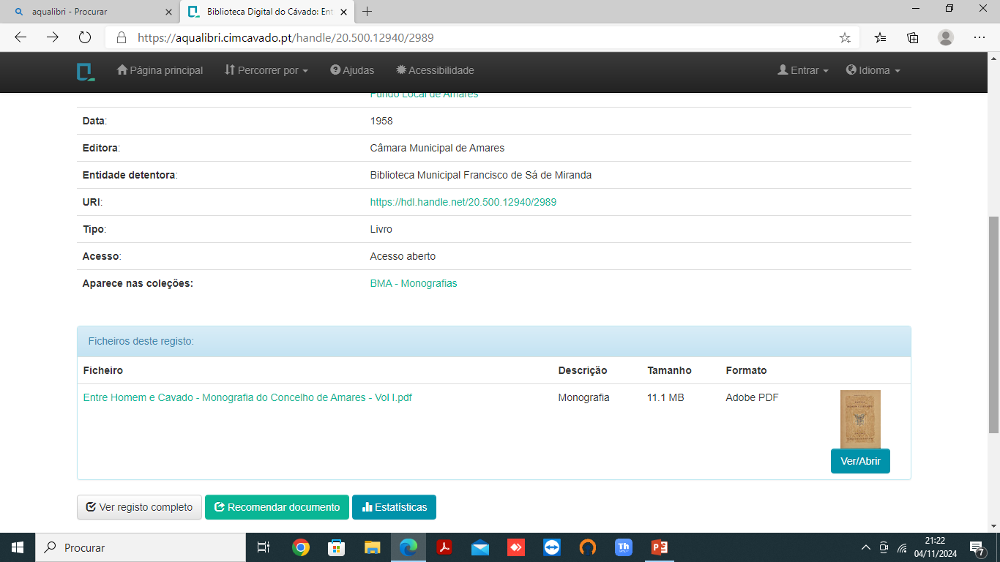 aqualibri - Procurar
Biblioteca Digital do Cávado: Ent
https://aqualibri.cimcavado.pt/handle/20.500.12940/2989
Página principal Percorrer por Ajudas Acessibilidade Entrar Idioma
Fundo Local de Amares
Data: 1958
Editora: Câmara Municipal de Amares
Entidade detentora: Biblioteca Municipal Francisco de Sá de Miranda
URI: https://hdl.handle.net/20.500.12940/2989
Tipo: Livro
Acesso: Acesso aberto
Aparece nas coleções: BMA - Monografias
Ficheiros deste registo:
Ficheiro Descrição Tamanho Formato
Entre Homem e Cavado - Monografia do Concelho de Amares - Vol I.pdf Monografia 11.1 MB Adobe PDF
Ver/Abrir
Ver registo completo Recomendar documento Estatísticas
Procurar
Th
21:22
04/11/2024
7